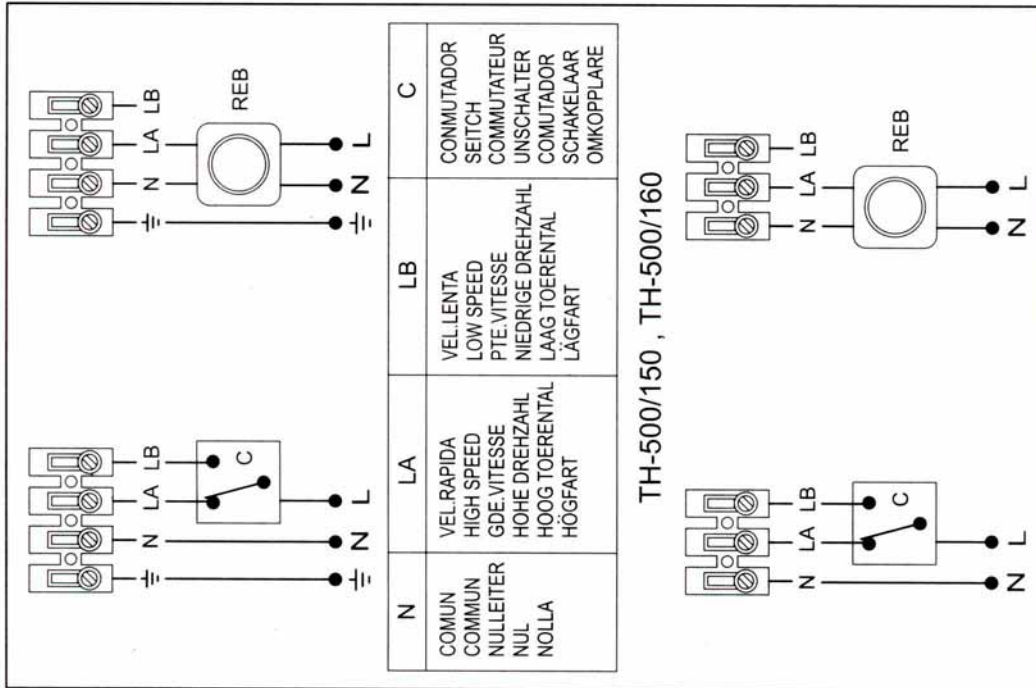 ⏚ N LA LB
C
⏚ N L
⏚ N LA LB
REB
⏚ N L
N
COMUN
COMMUN
NULLEITER
NUL
NOLLA
LA
VEL.RAPIDA
HIGH SPEED
GDE.VITESSE
HOHE DREHZAHL
HOOG TOERENTAL
HÖGFART
LB
VEL.LENTA
LOW SPEED
PTE.VITESSE
NIEDRIGE DREHZAHL
LAAG TOERENTAL
LÄGFART
C
CONMUTADOR
SEITCH
COMMUTATEUR
UNSCHALTER
COMUTADOR
SCHAKELAAR
OMKOPPLARE
TH-500/150 , TH-500/160
N LA LB
C
N L
N LA LB
REB
N L